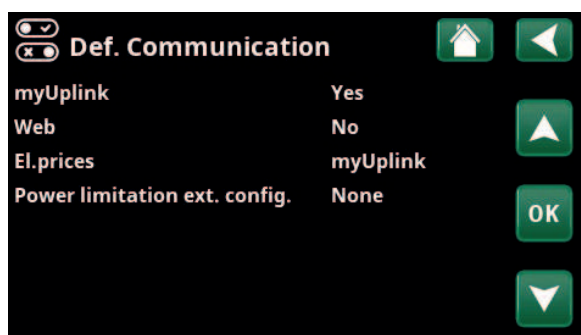 Def. Communication
myUplink Yes
Web No
El.prices myUplink
Power limitation ext. config. None
OK